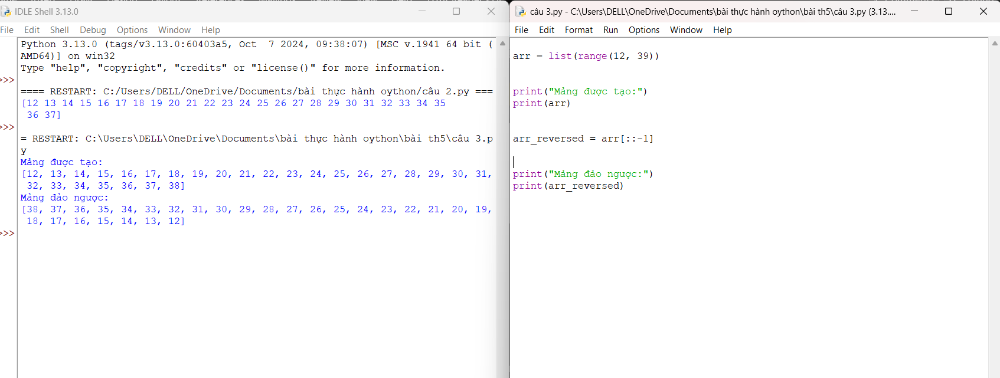 IDLE Shell 3.13.0
File Edit Shell Debug Options Window Help
Python 3.13.0 (tags/v3.13.0:60403a5, Oct  7 2024, 09:38:07) [MSC v.1941 64 bit (
AMD64)] on win32
Type "help", "copyright", "credits" or "license()" for more information.
>>>
==== RESTART: C:/Users/DELL/OneDrive/Documents/bài thực hành oython/câu 2.py ===
[12 13 14 15 16 17 18 19 20 21 22 23 24 25 26 27 28 29 30 31 32 33 34 35
 36 37]
>>>
= RESTART: C:\Users\DELL\OneDrive\Documents\bài thực hành oython\bài th5\câu 3.p
y
Mảng được tạo:
[12, 13, 14, 15, 16, 17, 18, 19, 20, 21, 22, 23, 24, 25, 26, 27, 28, 29, 30, 31,
 32, 33, 34, 35, 36, 37, 38]
Mảng đảo ngược:
[38, 37, 36, 35, 34, 33, 32, 31, 30, 29, 28, 27, 26, 25, 24, 23, 22, 21, 20, 19,
 18, 17, 16, 15, 14, 13, 12]
>>>
câu 3.py - C:\Users\DELL\OneDrive\Documents\bài thực hành oython\bài th5\câu 3.py (3.13....
File Edit Format Run Options Window Help
arr = list(range(12, 39))
print("Mảng được tạo:")
print(arr)
arr_reversed = arr[::-1]
print("Mảng đảo ngược:")
print(arr_reversed)